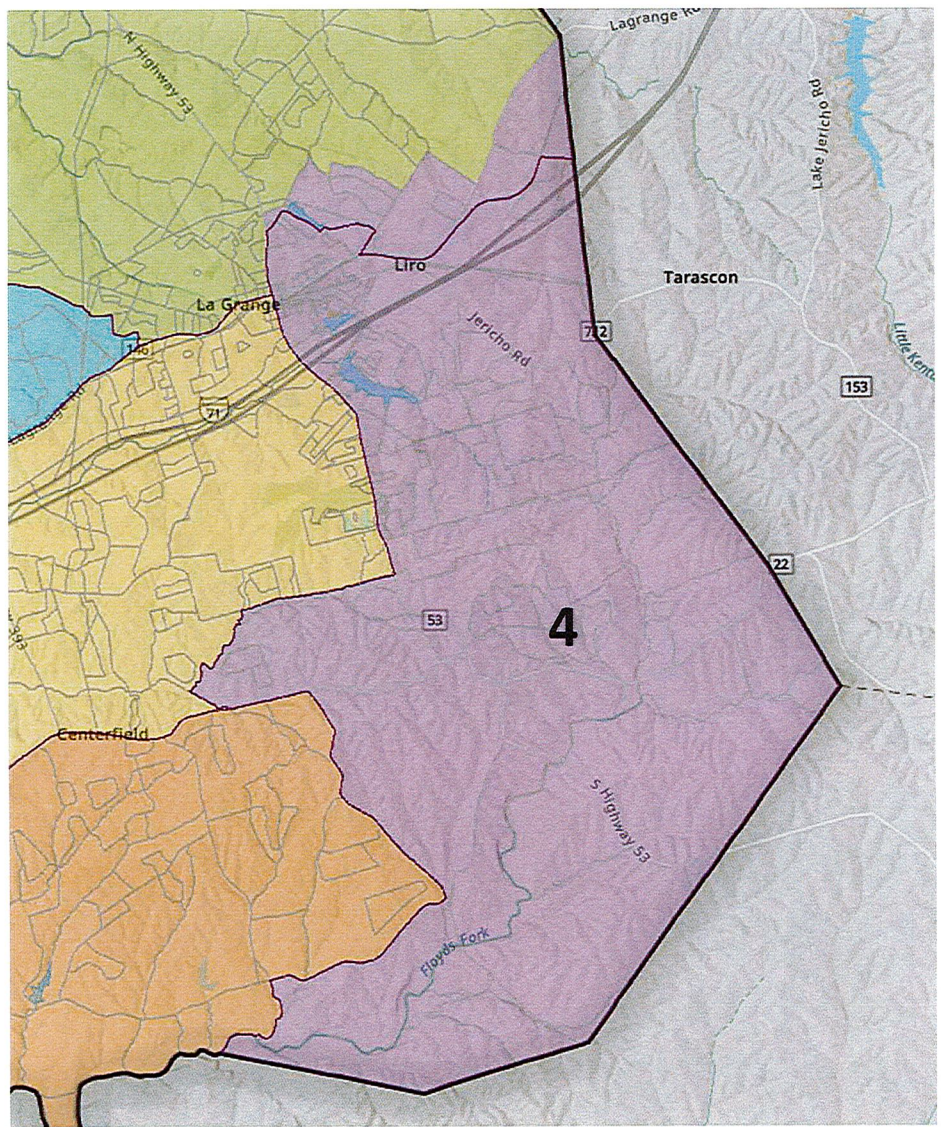 Lagrange Rd
N Highway 53
Lake Jericho Rd
Liro
Tarascon
La Grange
Jericho Rd
712
146
Little Kentu
153
71
22
53
4
393
Centerfield
S Highway 53
Floyds Fork